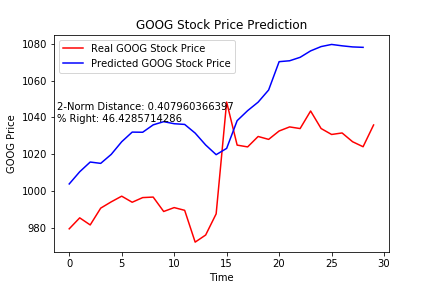 GOOG Stock Price Prediction
Real GOOG Stock Price
Predicted GOOG Stock Price
2-Norm Distance: 0.407960366397
% Right: 46.4285714286
GOOG Price
1080
1060
1040
1020
1000
980
0 5 10 15 20 25 30
Time